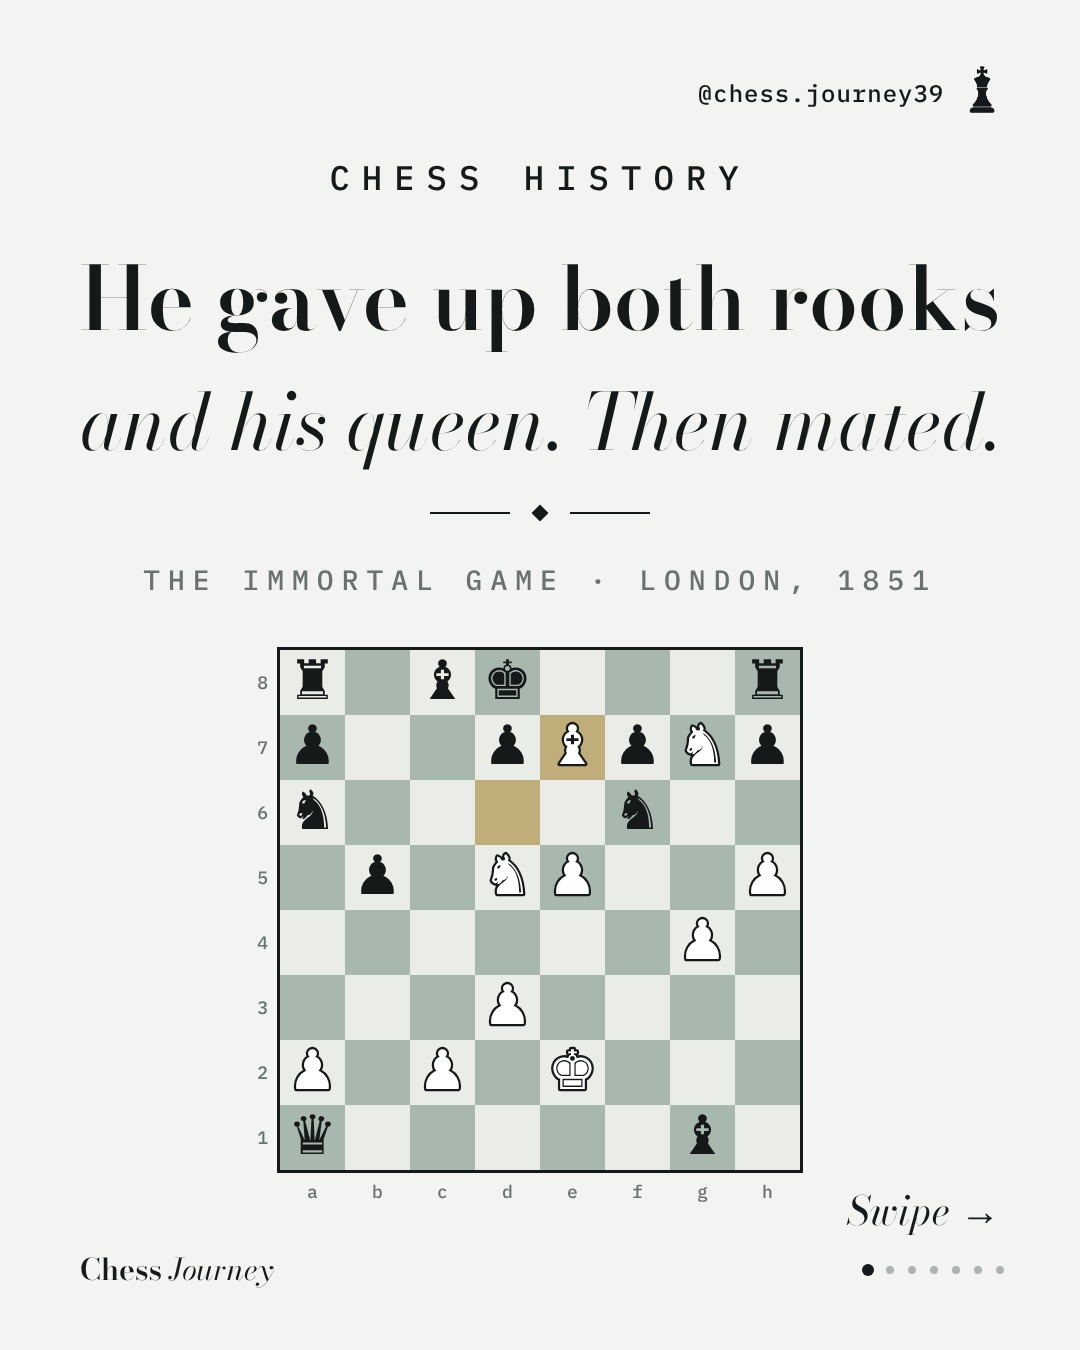 @chess.journey39
CHESS HISTORY
He gave up both rooks
and his queen. Then mated.
THE IMMORTAL GAME · LONDON, 1851
8
7
6
5
4
3
2
1
a b c d e f g h
Swipe →
Chess Journey